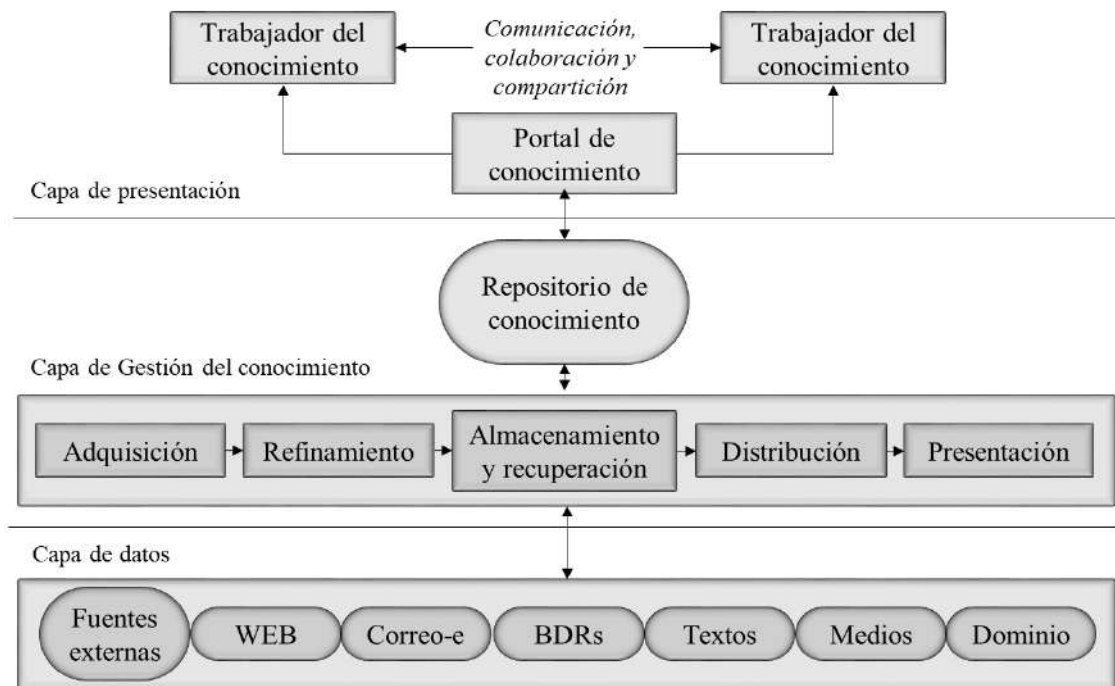 Trabajador del
conocimiento
Comunicación,
colaboración y
compartición
Trabajador del
conocimiento
Portal de
conocimiento
Capa de presentación
Repositorio de
conocimiento
Capa de Gestión del conocimiento
Adquisición
Refinamiento
Almacenamiento
y recuperación
Distribución
Presentación
Capa de datos
Fuentes
externas
WEB
Correo-e
BDRs
Textos
Medios
Dominio